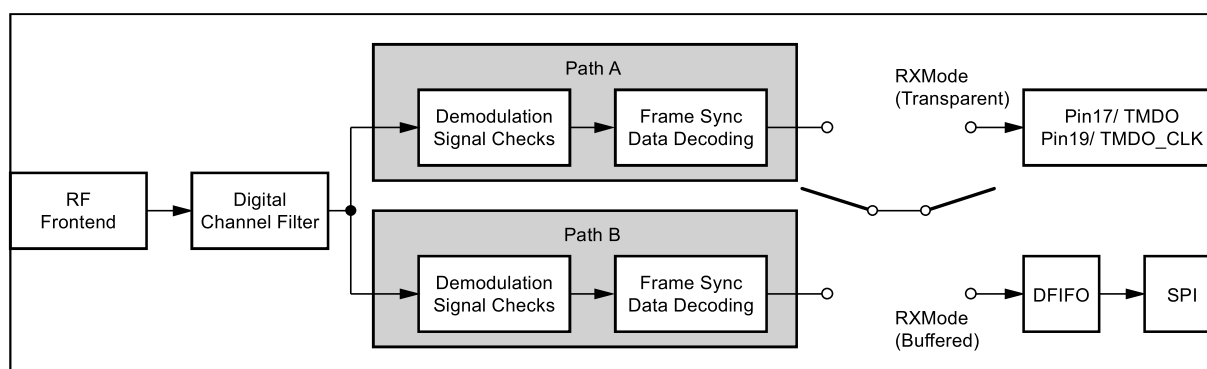 Path A
Demodulation
Signal Checks
Frame Sync
Data Decoding
RXMode
(Transparent)
Pin17/ TMDO
Pin19/ TMDO_CLK
RF
Frontend
Digital
Channel Filter
Path B
Demodulation
Signal Checks
Frame Sync
Data Decoding
RXMode
(Buffered)
DFIFO
SPI